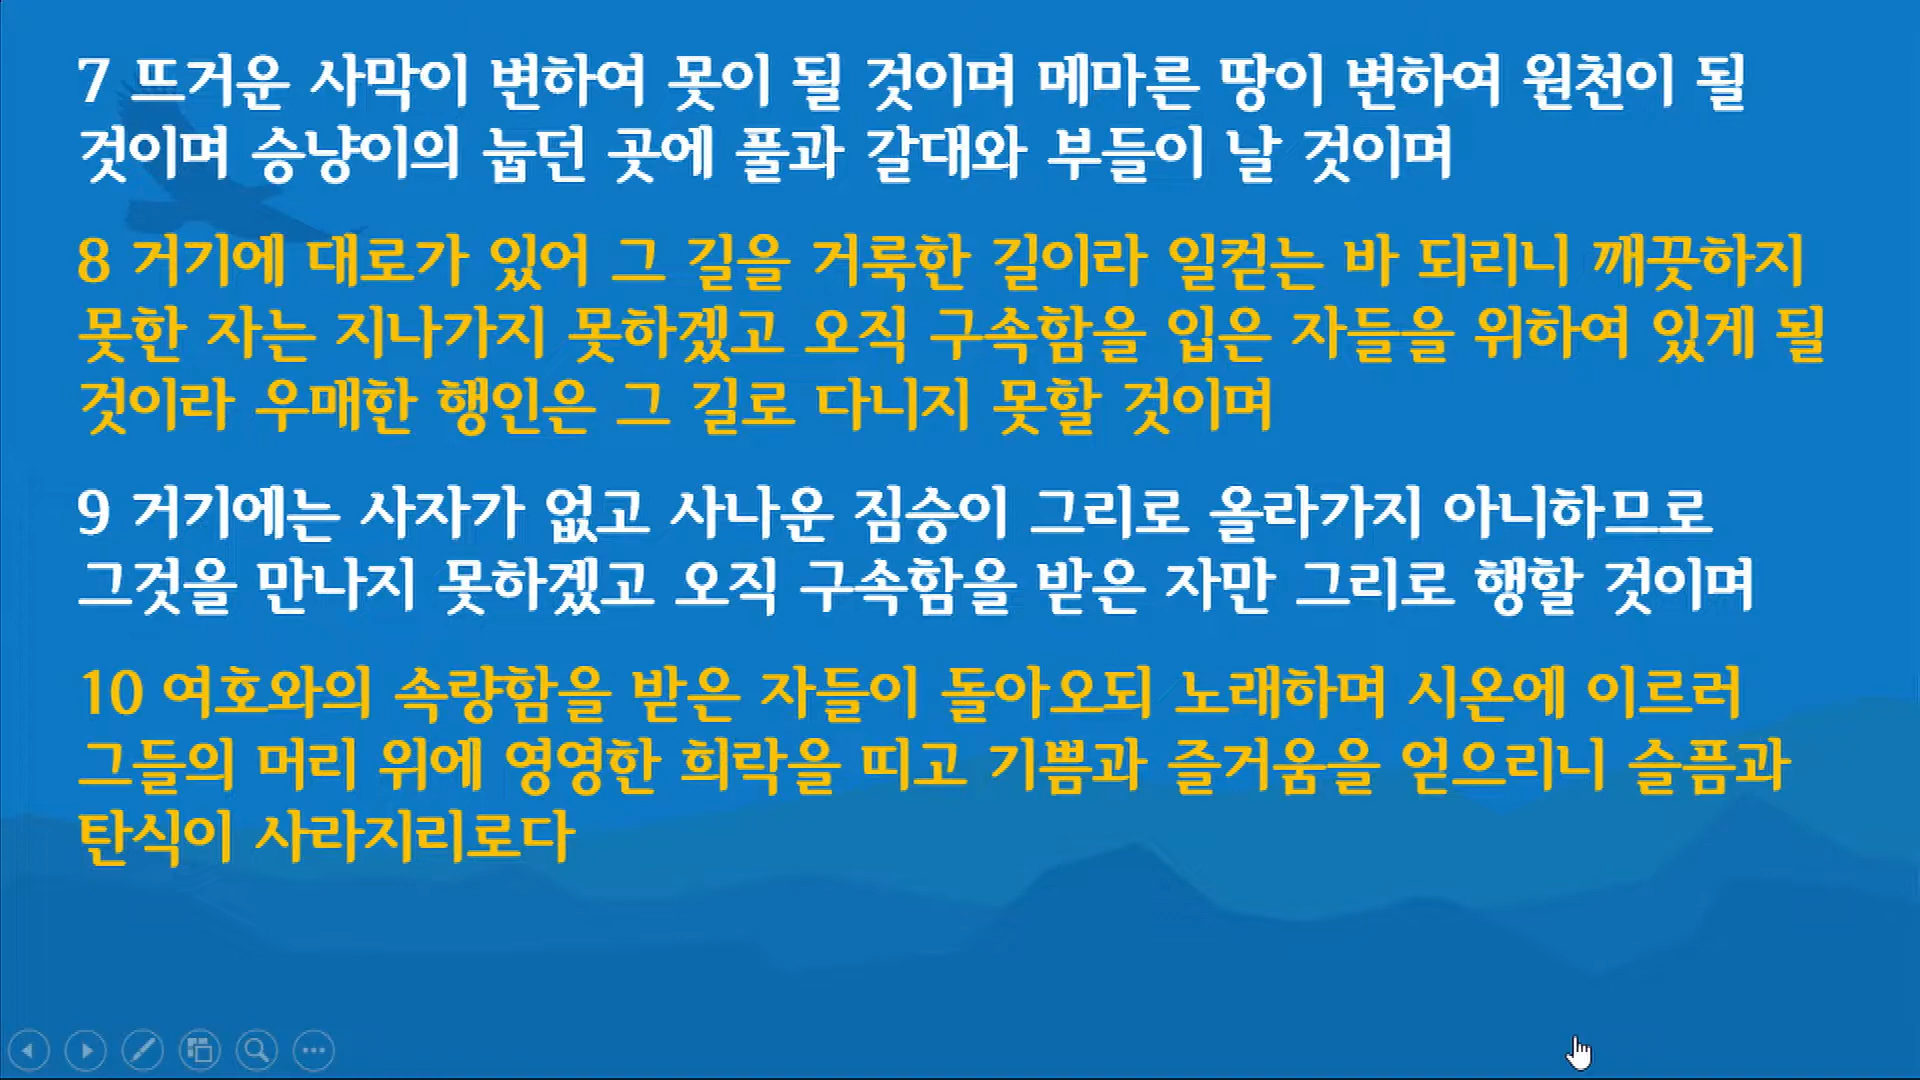 7 뜨거운 사막이 변하여 못이 될 것이며 메마른 땅이 변하여 원천이 될
것이며 승냥이의 눕던 곳에 풀과 갈대와 부들이 날 것이며
8 거기에 대로가 있어 그 길을 거룩한 길이라 일컫는 바 되리니 깨끗하지
못한 자는 지나가지 못하겠고 오직 구속함을 입은 자들을 위하여 있게 될
것이라 우매한 행인은 그 길로 다니지 못할 것이며
9 거기에는 사자가 없고 사나운 짐승이 그리로 올라가지 아니하므로
그것을 만나지 못하겠고 오직 구속함을 받은 자만 그리로 행할 것이며
10 여호와의 속량함을 받은 자들이 돌아오되 노래하며 시온에 이르러
그들의 머리 위에 영영한 희락을 띠고 기쁨과 즐거움을 얻으리니 슬픔과
탄식이 사라지리로다